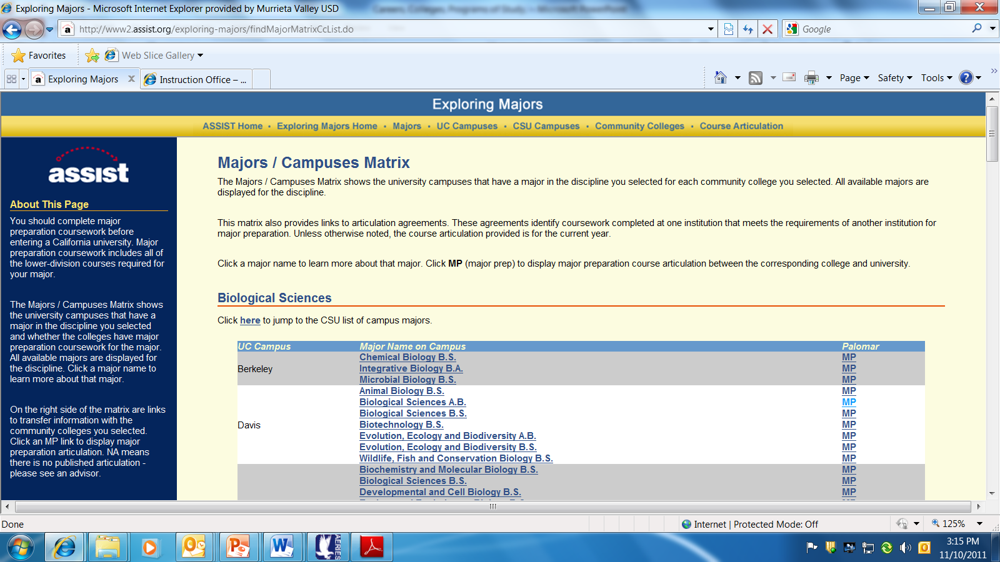 Exploring Majors - Microsoft Internet Explorer provided by Murrieta Valley USD
http://www2.assist.org/exploring-majors/findMajorMatrixCcList.do
Google
Favorites
Web Slice Gallery
Exploring Majors
Instruction Office – ...
Page
Safety
Tools
Exploring Majors
ASSIST Home • Exploring Majors Home • Majors • UC Campuses • CSU Campuses • Community Colleges • Course Articulation
assist
About This Page
You should complete major
preparation coursework before
entering a California university. Major
preparation coursework includes all of
the lower-division courses required for
your major.
The Majors / Campuses Matrix shows
the university campuses that have a
major in the discipline you selected
and whether the colleges have major
preparation coursework for the major.
All available majors are displayed for
the discipline. Click a major name to
learn more about that major.
On the right side of the matrix are links
to transfer information with the
community colleges you selected.
Click an MP link to display major
preparation articulation. NA means
there is no published articulation -
please see an advisor.
Majors / Campuses Matrix
The Majors / Campuses Matrix shows the university campuses that have a major in the discipline you selected for each community college you selected. All available majors are
displayed for the discipline.
This matrix also provides links to articulation agreements. These agreements identify coursework completed at one institution that meets the requirements of another institution for
major preparation. Unless otherwise noted, the course articulation provided is for the current year.
Click a major name to learn more about that major. Click MP (major prep) to display major preparation course articulation between the corresponding college and university.
Biological Sciences
Click here to jump to the CSU list of campus majors.
UC Campus Major Name on Campus Palomar
Chemical Biology B.S. MP
Berkeley Integrative Biology B.A. MP
Microbial Biology B.S. MP
Animal Biology B.S. MP
Biological Sciences A.B. MP
Biological Sciences B.S. MP
Davis Biotechnology B.S. MP
Evolution, Ecology and Biodiversity A.B. MP
Evolution, Ecology and Biodiversity B.S. MP
Wildlife, Fish and Conservation Biology B.S. MP
Biochemistry and Molecular Biology B.S. MP
Biological Sciences B.S. MP
Developmental and Cell Biology B.S. MP
Done
Internet | Protected Mode: Off
125%
AERIES
3:15 PM
11/10/2011